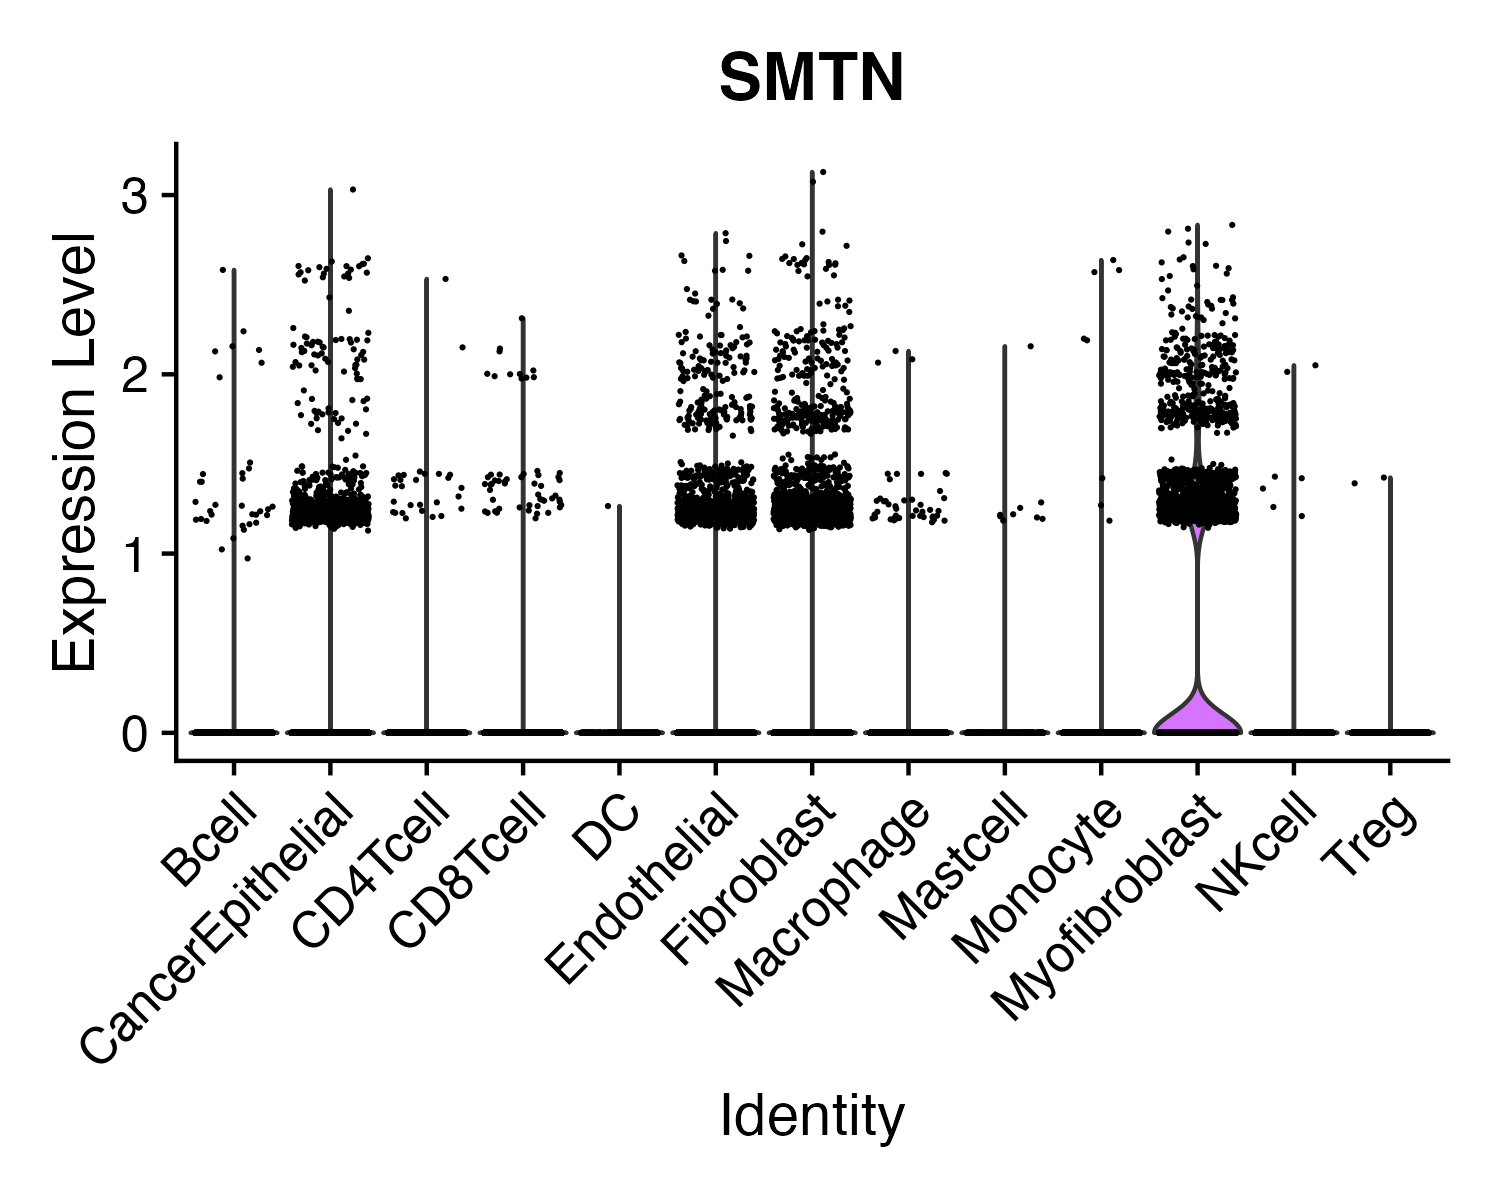 SMTN
Expression Level
3
2
1
0
Bcell
CancerEpithelial
CD4Tcell
CD8Tcell
DC
Endothelial
Fibroblast
Macrophage
Mastcell
Monocyte
Myofibroblast
NKcell
Treg
Identity